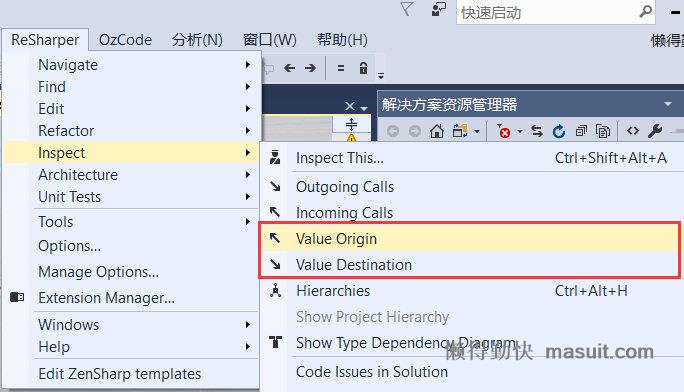 快速启动
ReSharper OzCode 分析(N) 窗口(W) 帮助(H) 懒得勤
Navigate
Find
Edit
Refactor
Inspect
Architecture
Unit Tests
Tools
Options...
Manage Options...
Extension Manager...
Windows
Help
Edit ZenSharp templates
解决方案资源管理器
Inspect This... Ctrl+Shift+Alt+A
Outgoing Calls
Incoming Calls
Value Origin
Value Destination
Hierarchies Ctrl+Alt+H
Show Project Hierarchy
Show Type Dependency Diagram
Code Issues in Solution
懒得勤快 masuit.com